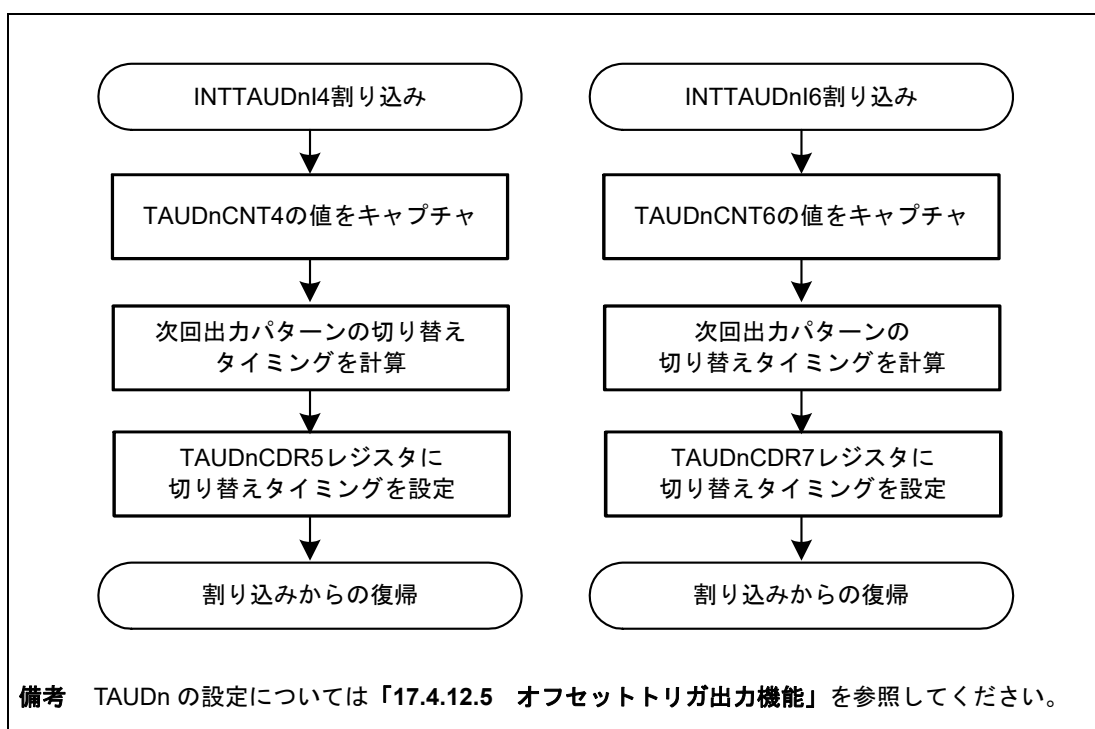 INTTAUDnI4割り込み
TAUDnCNT4の値をキャプチャ
次回出力パターンの切り替え
タイミングを計算
TAUDnCDR5レジスタに
切り替えタイミングを設定
割り込みからの復帰
INTTAUDnI6割り込み
TAUDnCNT6の値をキャプチャ
次回出力パターンの
切り替えタイミングを計算
TAUDnCDR7レジスタに
切り替えタイミングを設定
割り込みからの復帰
備考 TAUDn の設定については「17.4.12.5 オフセットトリガ出力機能」を参照してください。